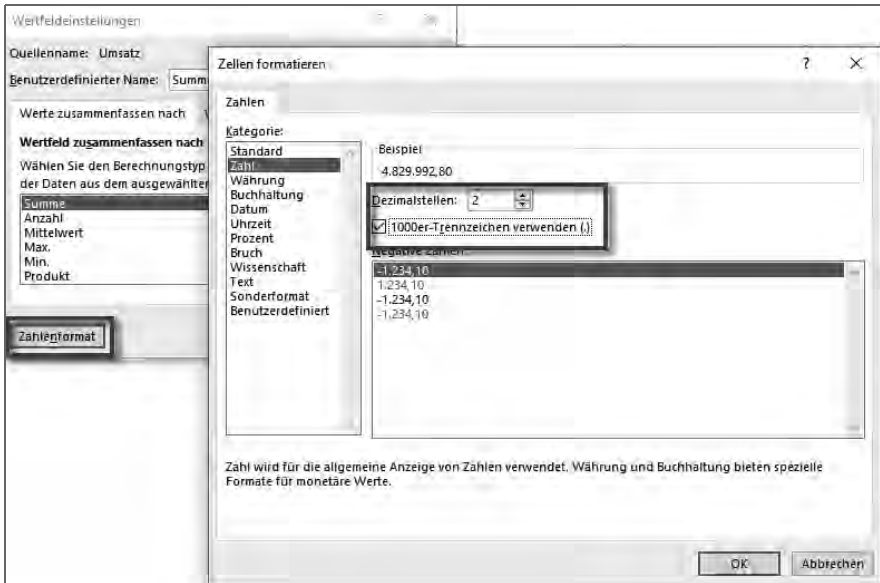 Wertfeldeinstellungen
Quellenname: Umsatz
Benutzerdefinierter Name: Summ
Werte zusammenfassen nach
Wertfeld zusammenfassen nach
Wählen Sie den Berechnungstyp
der Daten aus dem ausgewählten
Summe
Anzahl
Mittelwert
Max.
Min.
Produkt
Zahlenformat
Zellen formatieren
? ×
Zahlen
Kategorie:
Standard
Zahl
Währung
Buchhaltung
Datum
Uhrzeit
Prozent
Bruch
Wissenschaft
Text
Sonderformat
Benutzerdefiniert
Beispiel
4.829.992,80
Dezimalstellen: 2
1000er-Trennzeichen verwenden (.)
Negative Zahlen:
-1.234,10
1.234,10
-1.234,10
-1.234,10
Zahl wird für die allgemeine Anzeige von Zahlen verwendet. Währung und Buchhaltung bieten spezielle
Formate für monetäre Werte.
OK
Abbrechen